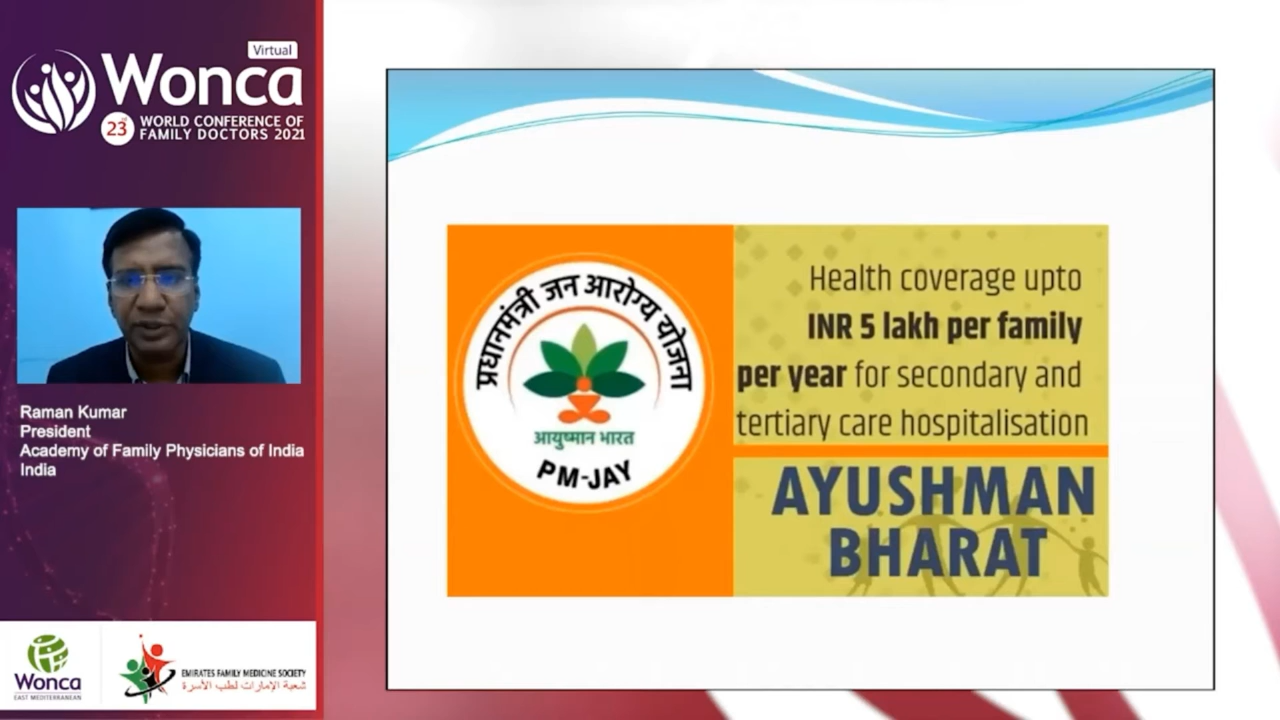 Virtual
Wonca
23rd WORLD CONFERENCE OF
FAMILY DOCTORS 2021
Raman Kumar
President
Academy of Family Physicians of India
India
Wonca
EAST MEDITERRANEAN
EMIRATES FAMILY MEDICINE SOCIETY
شعبة الإمارات لطب الأسرة
प्रधानमंत्री जन आरोग्य योजना
आयुष्मान भारत
PM-JAY
Health coverage upto
INR 5 lakh per family
per year for secondary and
tertiary care hospitalisation
AYUSHMAN
BHARAT